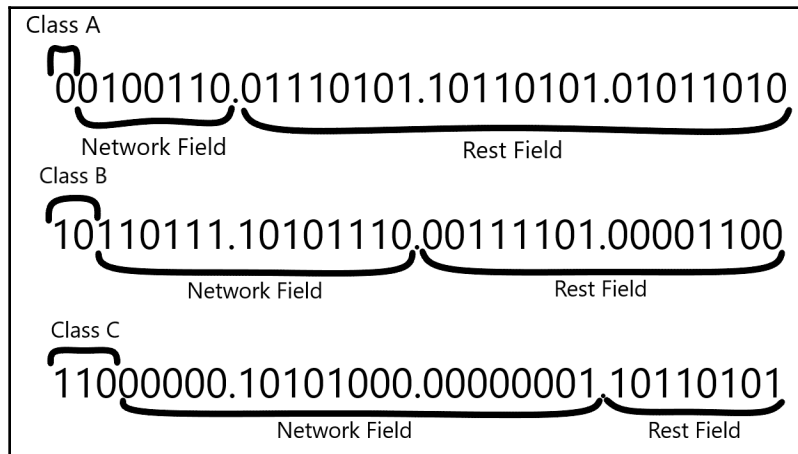 Class A
00100110.01110101.10110101.01011010
Network Field
Rest Field
Class B
10110111.10101110.00111101.00001100
Network Field
Rest Field
Class C
11000000.10101000.00000001.10110101
Network Field
Rest Field